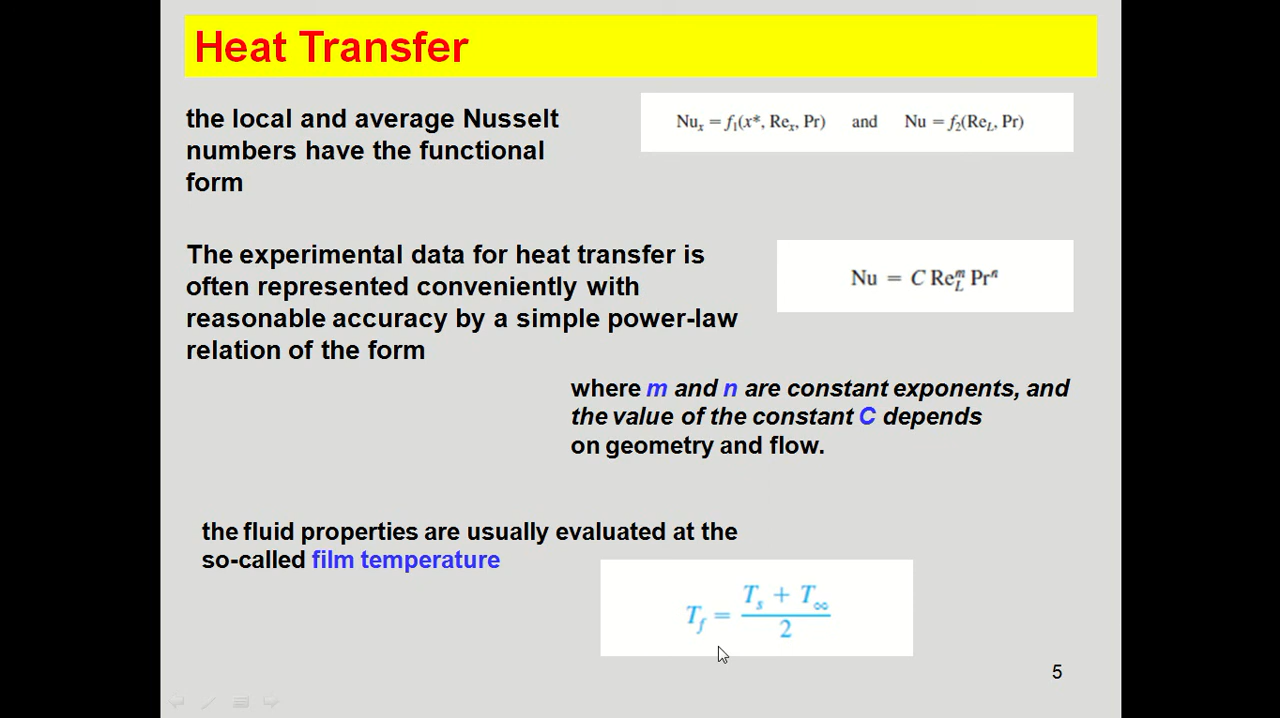 Heat Transfer
the local and average Nusselt
numbers have the functional
form
Nuₓ = f₁(x*, Reₓ, Pr) and Nu = f₂(Re_L, Pr)
The experimental data for heat transfer is
often represented conveniently with
reasonable accuracy by a simple power-law
relation of the form
Nu = C Re_L^m Pr^n
where m and n are constant exponents, and
the value of the constant C depends
on geometry and flow.
the fluid properties are usually evaluated at the
so-called film temperature
T_f = (T_s + T_∞)/2
5